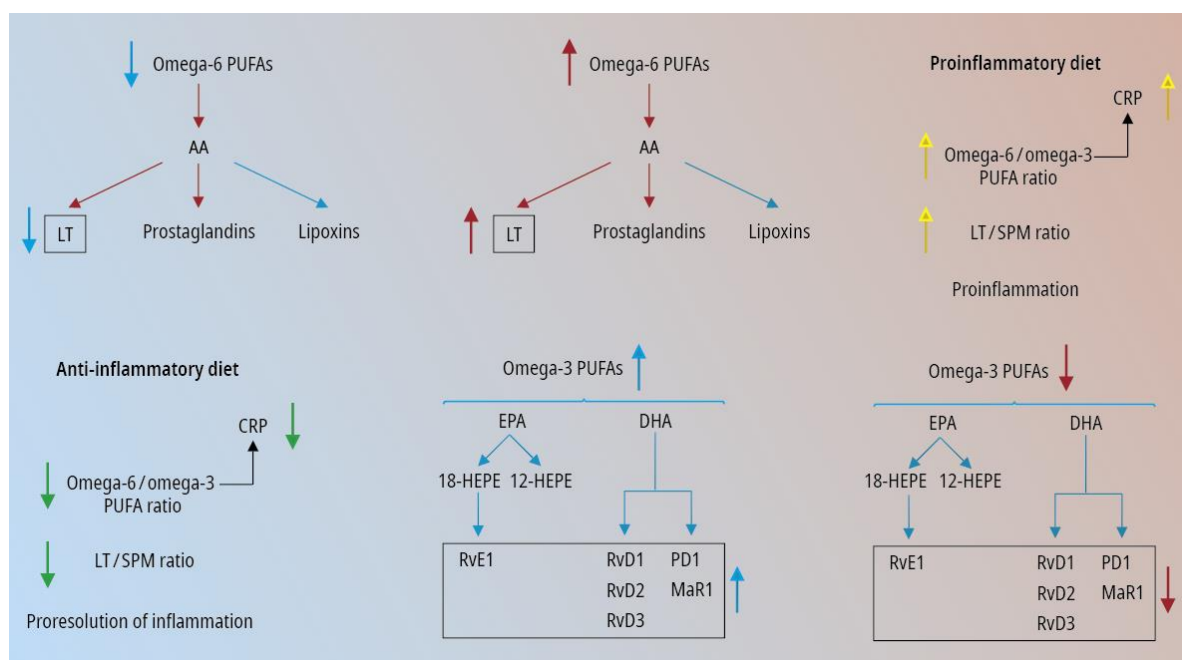 Omega-6 PUFAs
AA
LT
Prostaglandins
Lipoxins
Omega-6 PUFAs
AA
LT
Prostaglandins
Lipoxins
Proinflammatory diet
CRP
Omega-6/omega-3
PUFA ratio
LT/SPM ratio
Proinflammation
Anti-inflammatory diet
CRP
Omega-6/omega-3
PUFA ratio
LT/SPM ratio
Proresolution of inflammation
Omega-3 PUFAs
EPA
DHA
18-HEPE
12-HEPE
RvE1
RvD1
RvD2
RvD3
PD1
MaR1
Omega-3 PUFAs
EPA
DHA
18-HEPE
12-HEPE
RvE1
RvD1
RvD2
RvD3
PD1
MaR1